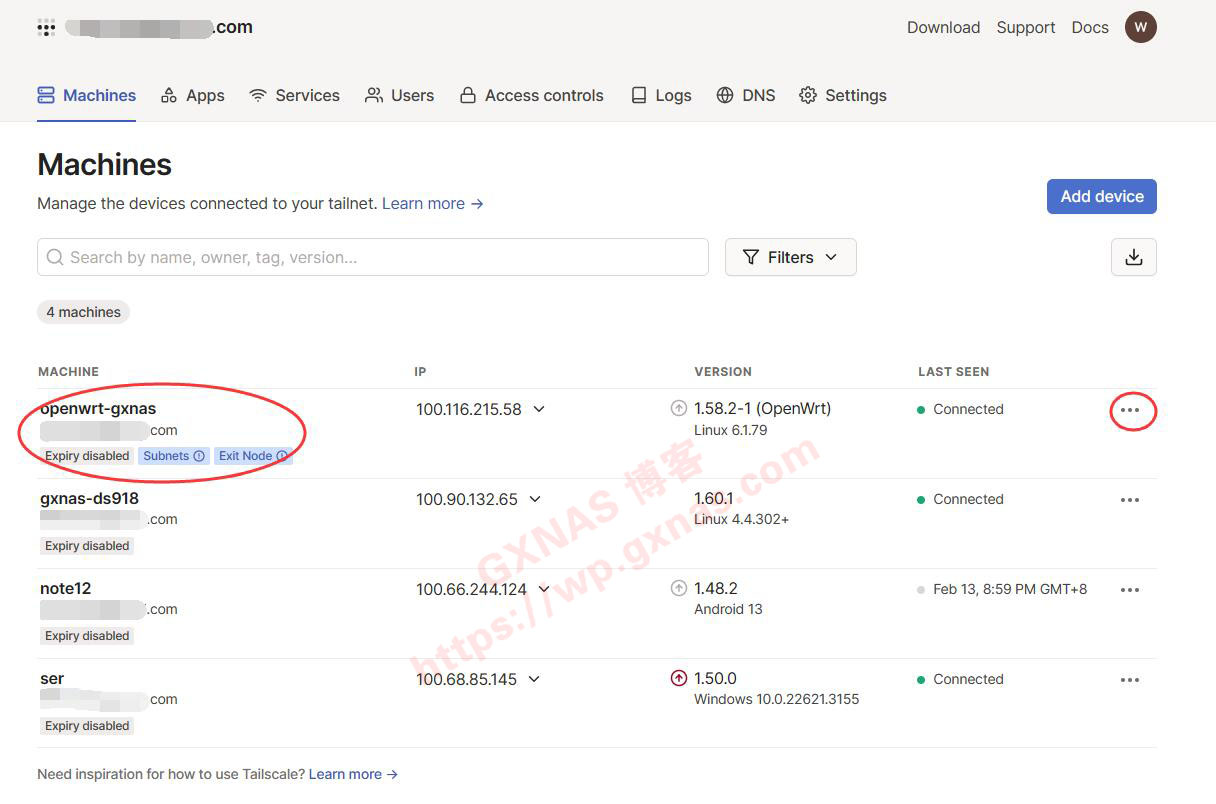 .com
Download Support Docs W
Machines Apps Services Users Access controls Logs DNS Settings
Machines
Manage the devices connected to your tailnet. Learn more →
Add device
Search by name, owner, tag, version...
Filters
4 machines
MACHINE IP VERSION LAST SEEN
openwrt-gxnas 100.116.215.58 1.58.2-1 (OpenWrt) Connected
com Linux 6.1.79
Expiry disabled Subnets Exit Node
gxnas-ds918 100.90.132.65 1.60.1 Connected
.com Linux 4.4.302+
Expiry disabled
note12 100.66.244.124 1.48.2 Feb 13, 8:59 PM GMT+8
.com Android 13
Expiry disabled
ser 100.68.85.145 1.50.0 Connected
com Windows 10.0.22621.3155
Expiry disabled
GXNAS 博客
https://wp.gxnas.com
Need inspiration for how to use Tailscale? Learn more →